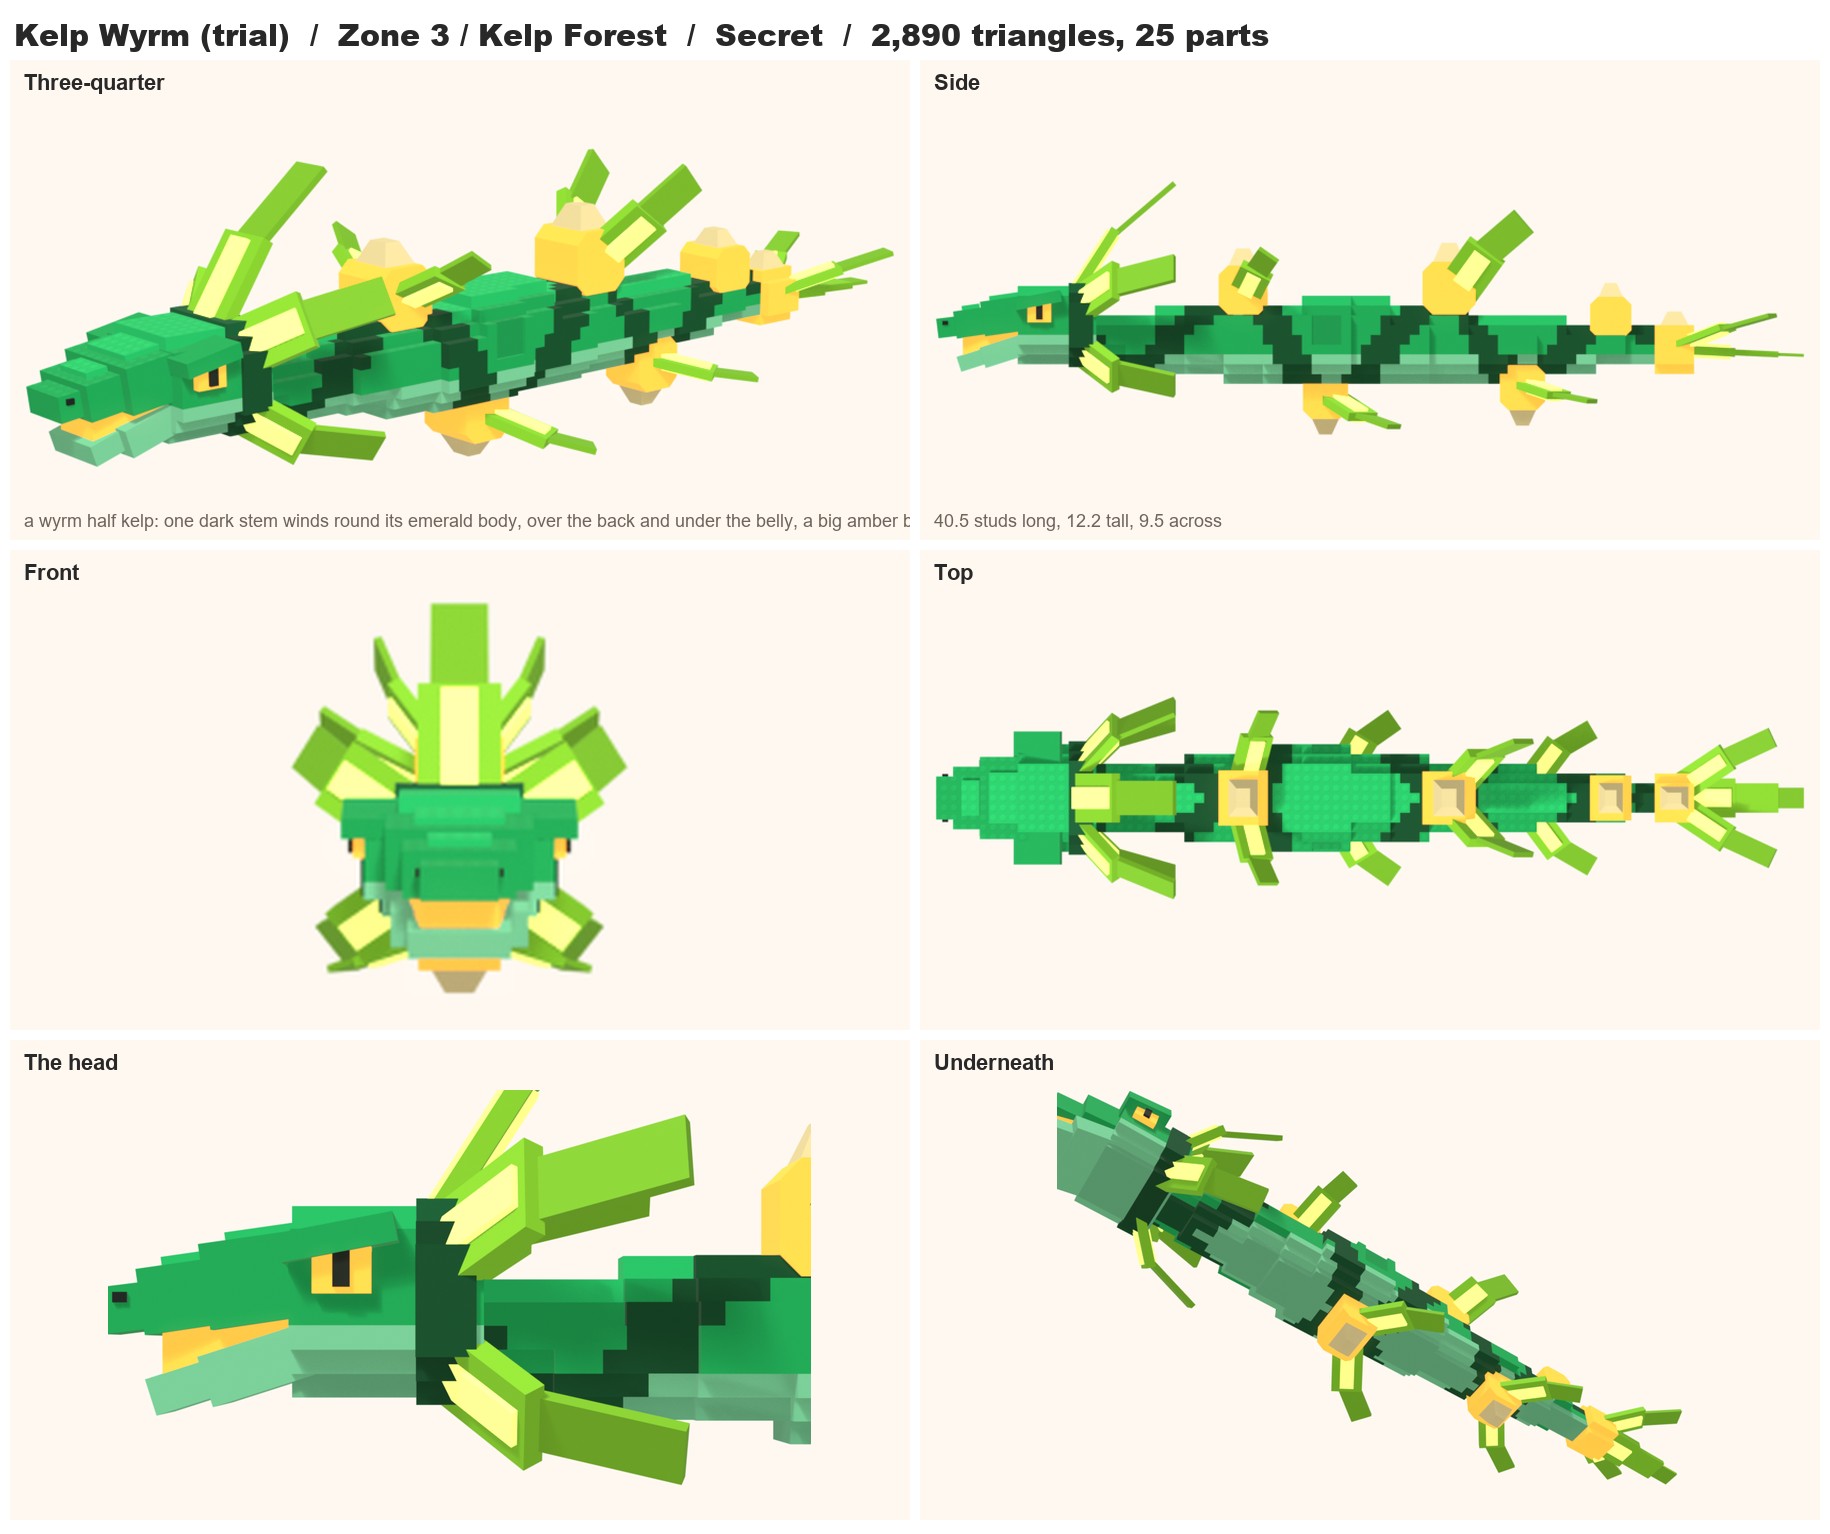 Kelp Wyrm (trial) / Zone 3 / Kelp Forest / Secret / 2,890 triangles, 25 parts
Three-quarter
Side
a wyrm half kelp: one dark stem winds round its emerald body, over the back and under the belly, a big amber
40.5 studs long, 12.2 tall, 9.5 across
Front
Top
The head
Underneath